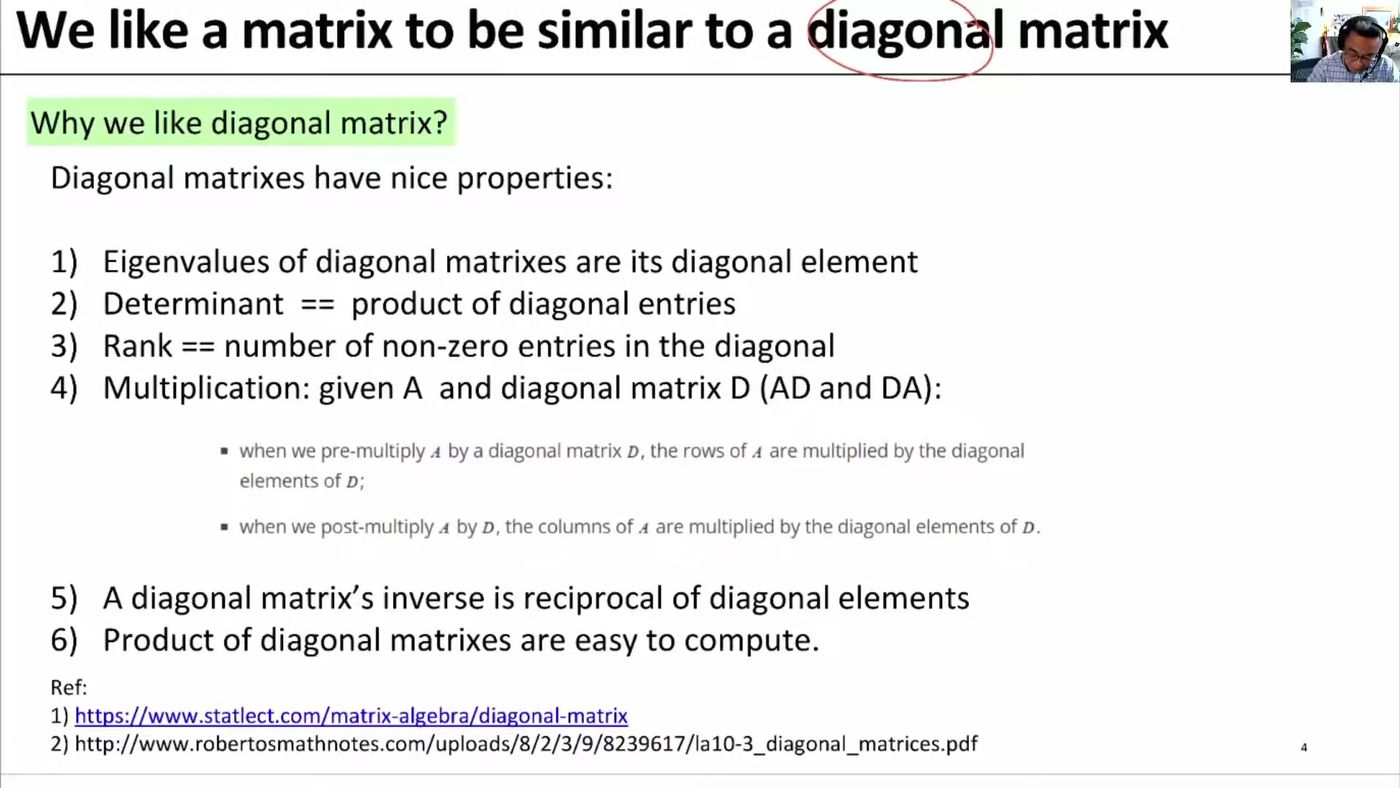 We like a matrix to be similar to a diagonal matrix
Why we like diagonal matrix?
Diagonal matrixes have nice properties:
1) Eigenvalues of diagonal matrixes are its diagonal element
2) Determinant == product of diagonal entries
3) Rank == number of non-zero entries in the diagonal
4) Multiplication: given A and diagonal matrix D (AD and DA):
▪ when we pre-multiply A by a diagonal matrix D, the rows of A are multiplied by the diagonal
elements of D;
▪ when we post-multiply A by D, the columns of A are multiplied by the diagonal elements of D.
5) A diagonal matrix’s inverse is reciprocal of diagonal elements
6) Product of diagonal matrixes are easy to compute.
Ref:
1) https://www.statlect.com/matrix-algebra/diagonal-matrix
2) http://www.robertosmathnotes.com/uploads/8/2/3/9/8239617/la10-3_diagonal_matrices.pdf
4